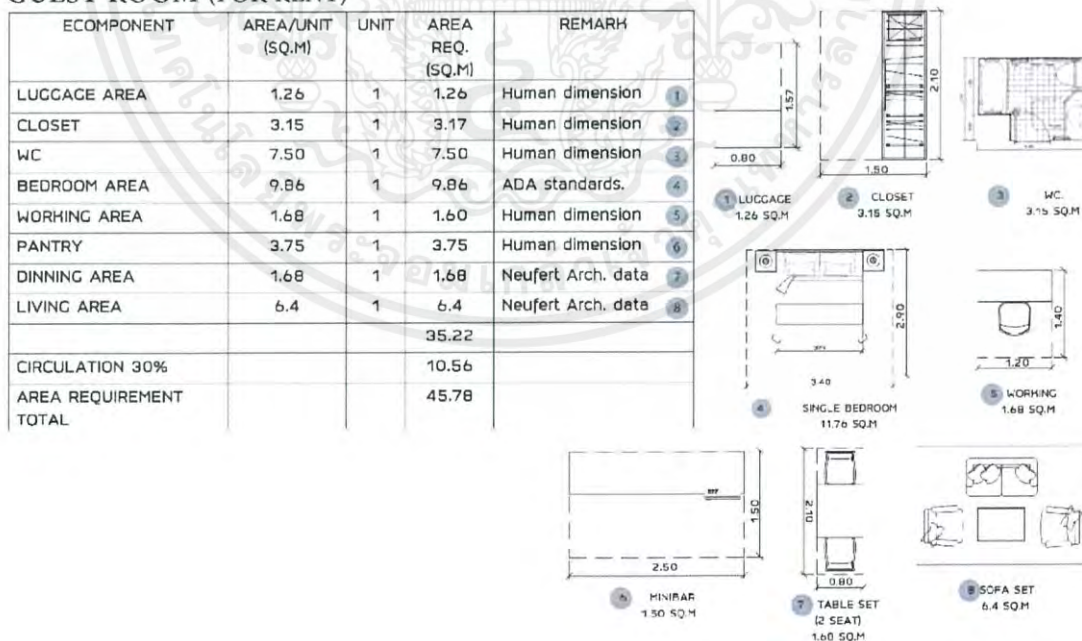 GUEST ROOM (FOR RENT)
ECOMPONENT AREA/UNIT (SQ.M) UNIT AREA REQ. (SQ.M) REMARK
LUGGAGE AREA 1.26 1 1.26 Human dimension 1
CLOSET 3.15 1 3.17 Human dimension 2
WC 7.50 1 7.50 Human dimension 3
BEDROOM AREA 9.86 1 9.86 ADA standards. 4
WORKING AREA 1.68 1 1.60 Human dimension 5
PANTRY 3.75 1 3.75 Human dimension 6
DINNING AREA 1.68 1 1.68 Neufert Arch. data 7
LIVING AREA 6.4 1 6.4 Neufert Arch. data 8
35.22
CIRCULATION 30% 10.56
AREA REQUIREMENT TOTAL 45.78
1.57
0.80
1 LUGGAGE
1.26 SQ.M
2.10
1.50
2 CLOSET
3.15 SQ.M
3 WC.
3.15 SQ.M
2.90
3.40
4 SINGLE BEDROOM
11.76 SQ.M
1.40
1.20
5 WORKING
1.68 SQ.M
REF
1.50
2.50
6 MINIBAR
1.50 SQ.M
2.10
0.80
7 TABLE SET
(2 SEAT)
1.60 SQ.M
8 SOFA SET
6.4 SQ.M